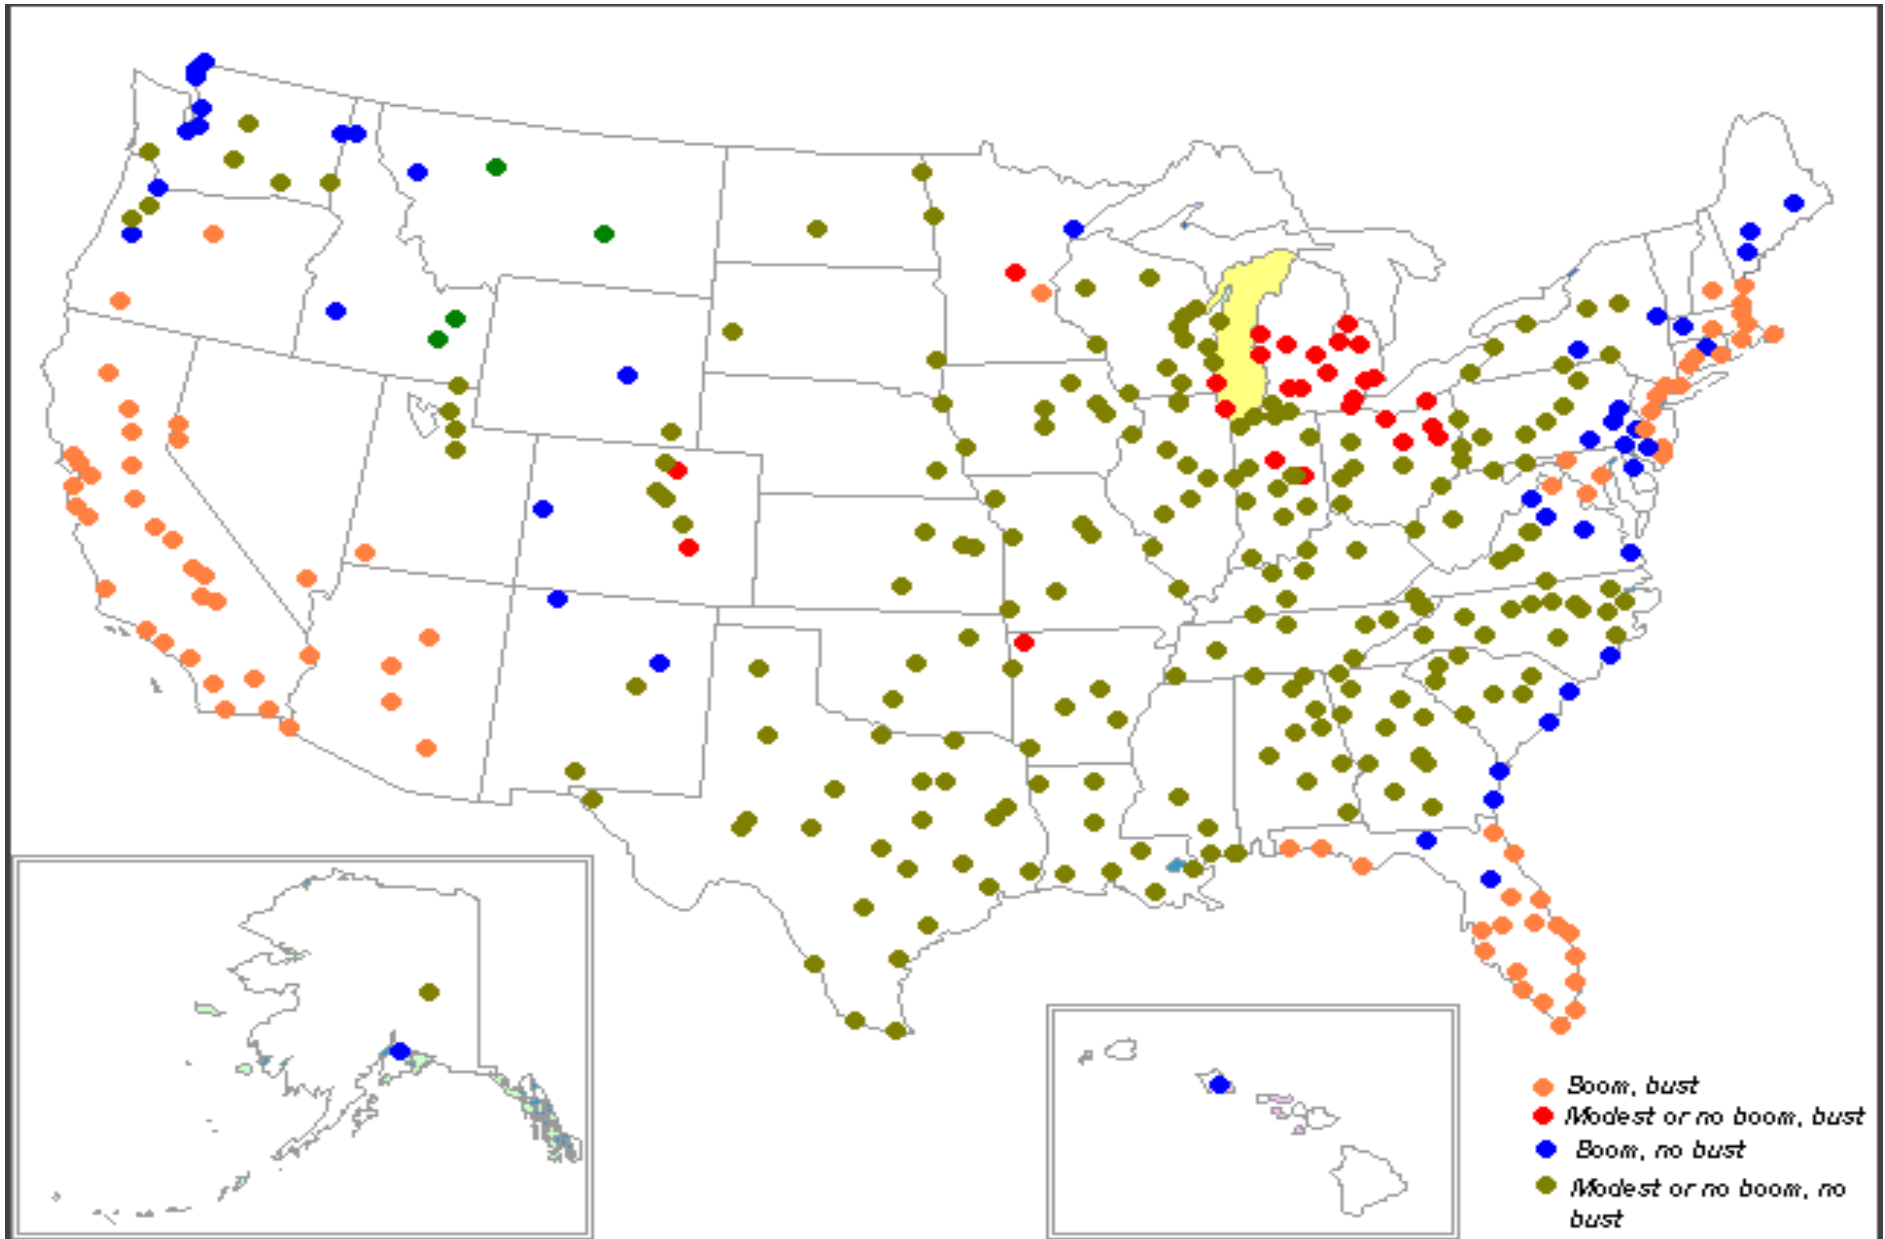 Boom, bust
Modest or no boom, bust
Boom, no bust
Modest or no boom, no
bust